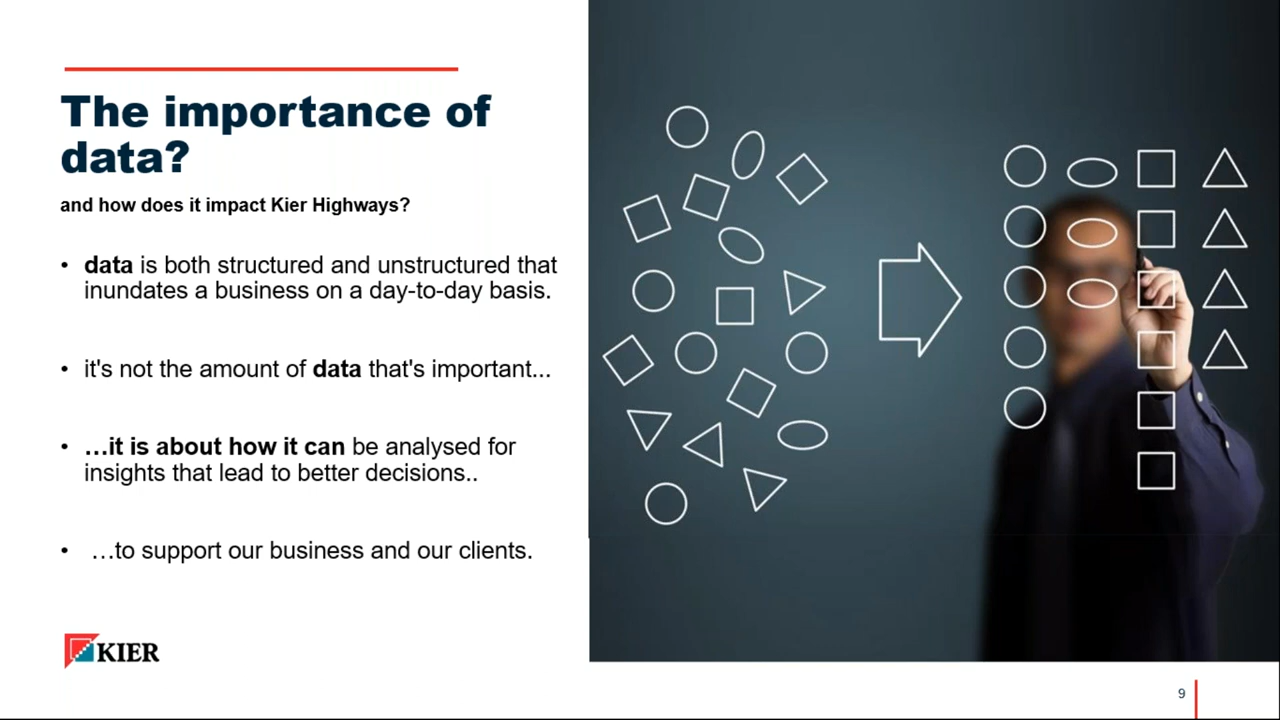 The importance of
data?
and how does it impact Kier Highways?
• data is both structured and unstructured that
inundates a business on a day-to-day basis.
• it's not the amount of data that's important...
• …it is about how it can be analysed for
insights that lead to better decisions..
• …to support our business and our clients.
KIER
9